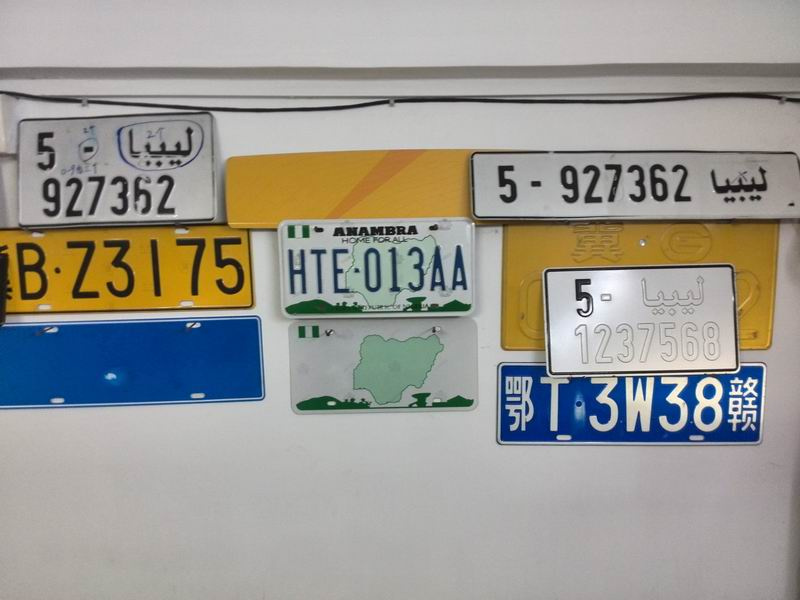 5 - ليبيا
927362
B·Z3175
ANAMBRA
HOME FOR ALL
HTE-013AA
5 - 927362 ليبيا
冀 G
5 - ليبيا
1237568
鄂T·3W38赣